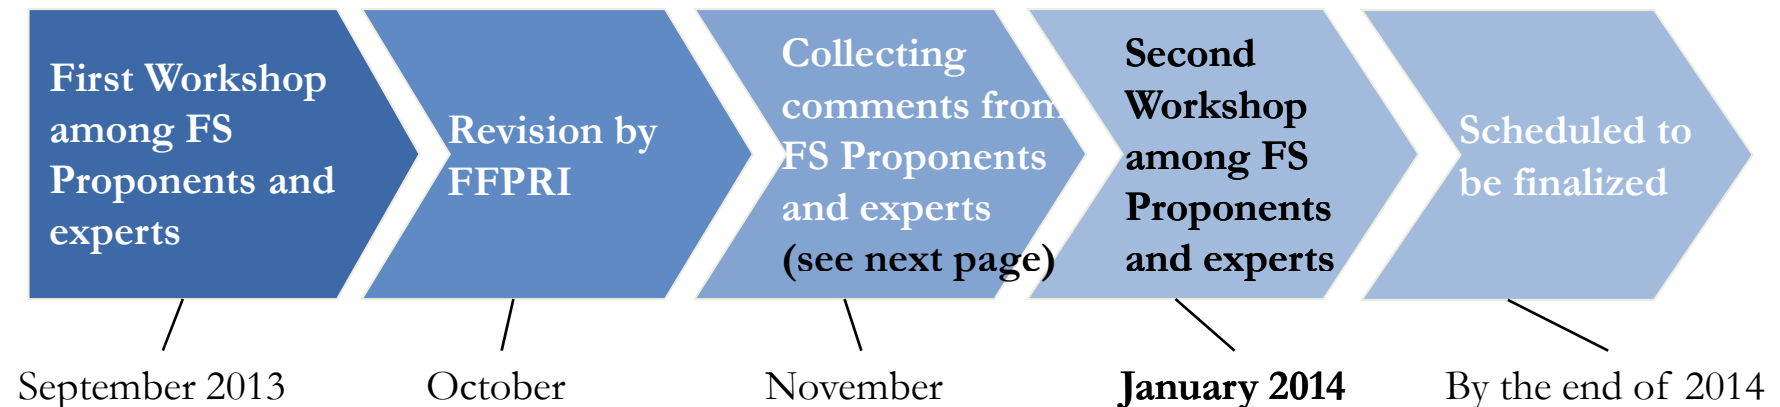 First Workshop
among FS
Proponents and
experts
Revision by
FFPRI
Collecting
comments from
FS Proponents
and experts
(see next page)
Second
Workshop
among FS
Proponents
and experts
Scheduled to
be finalized
September 2013
October
November
January 2014
By the end of 2014